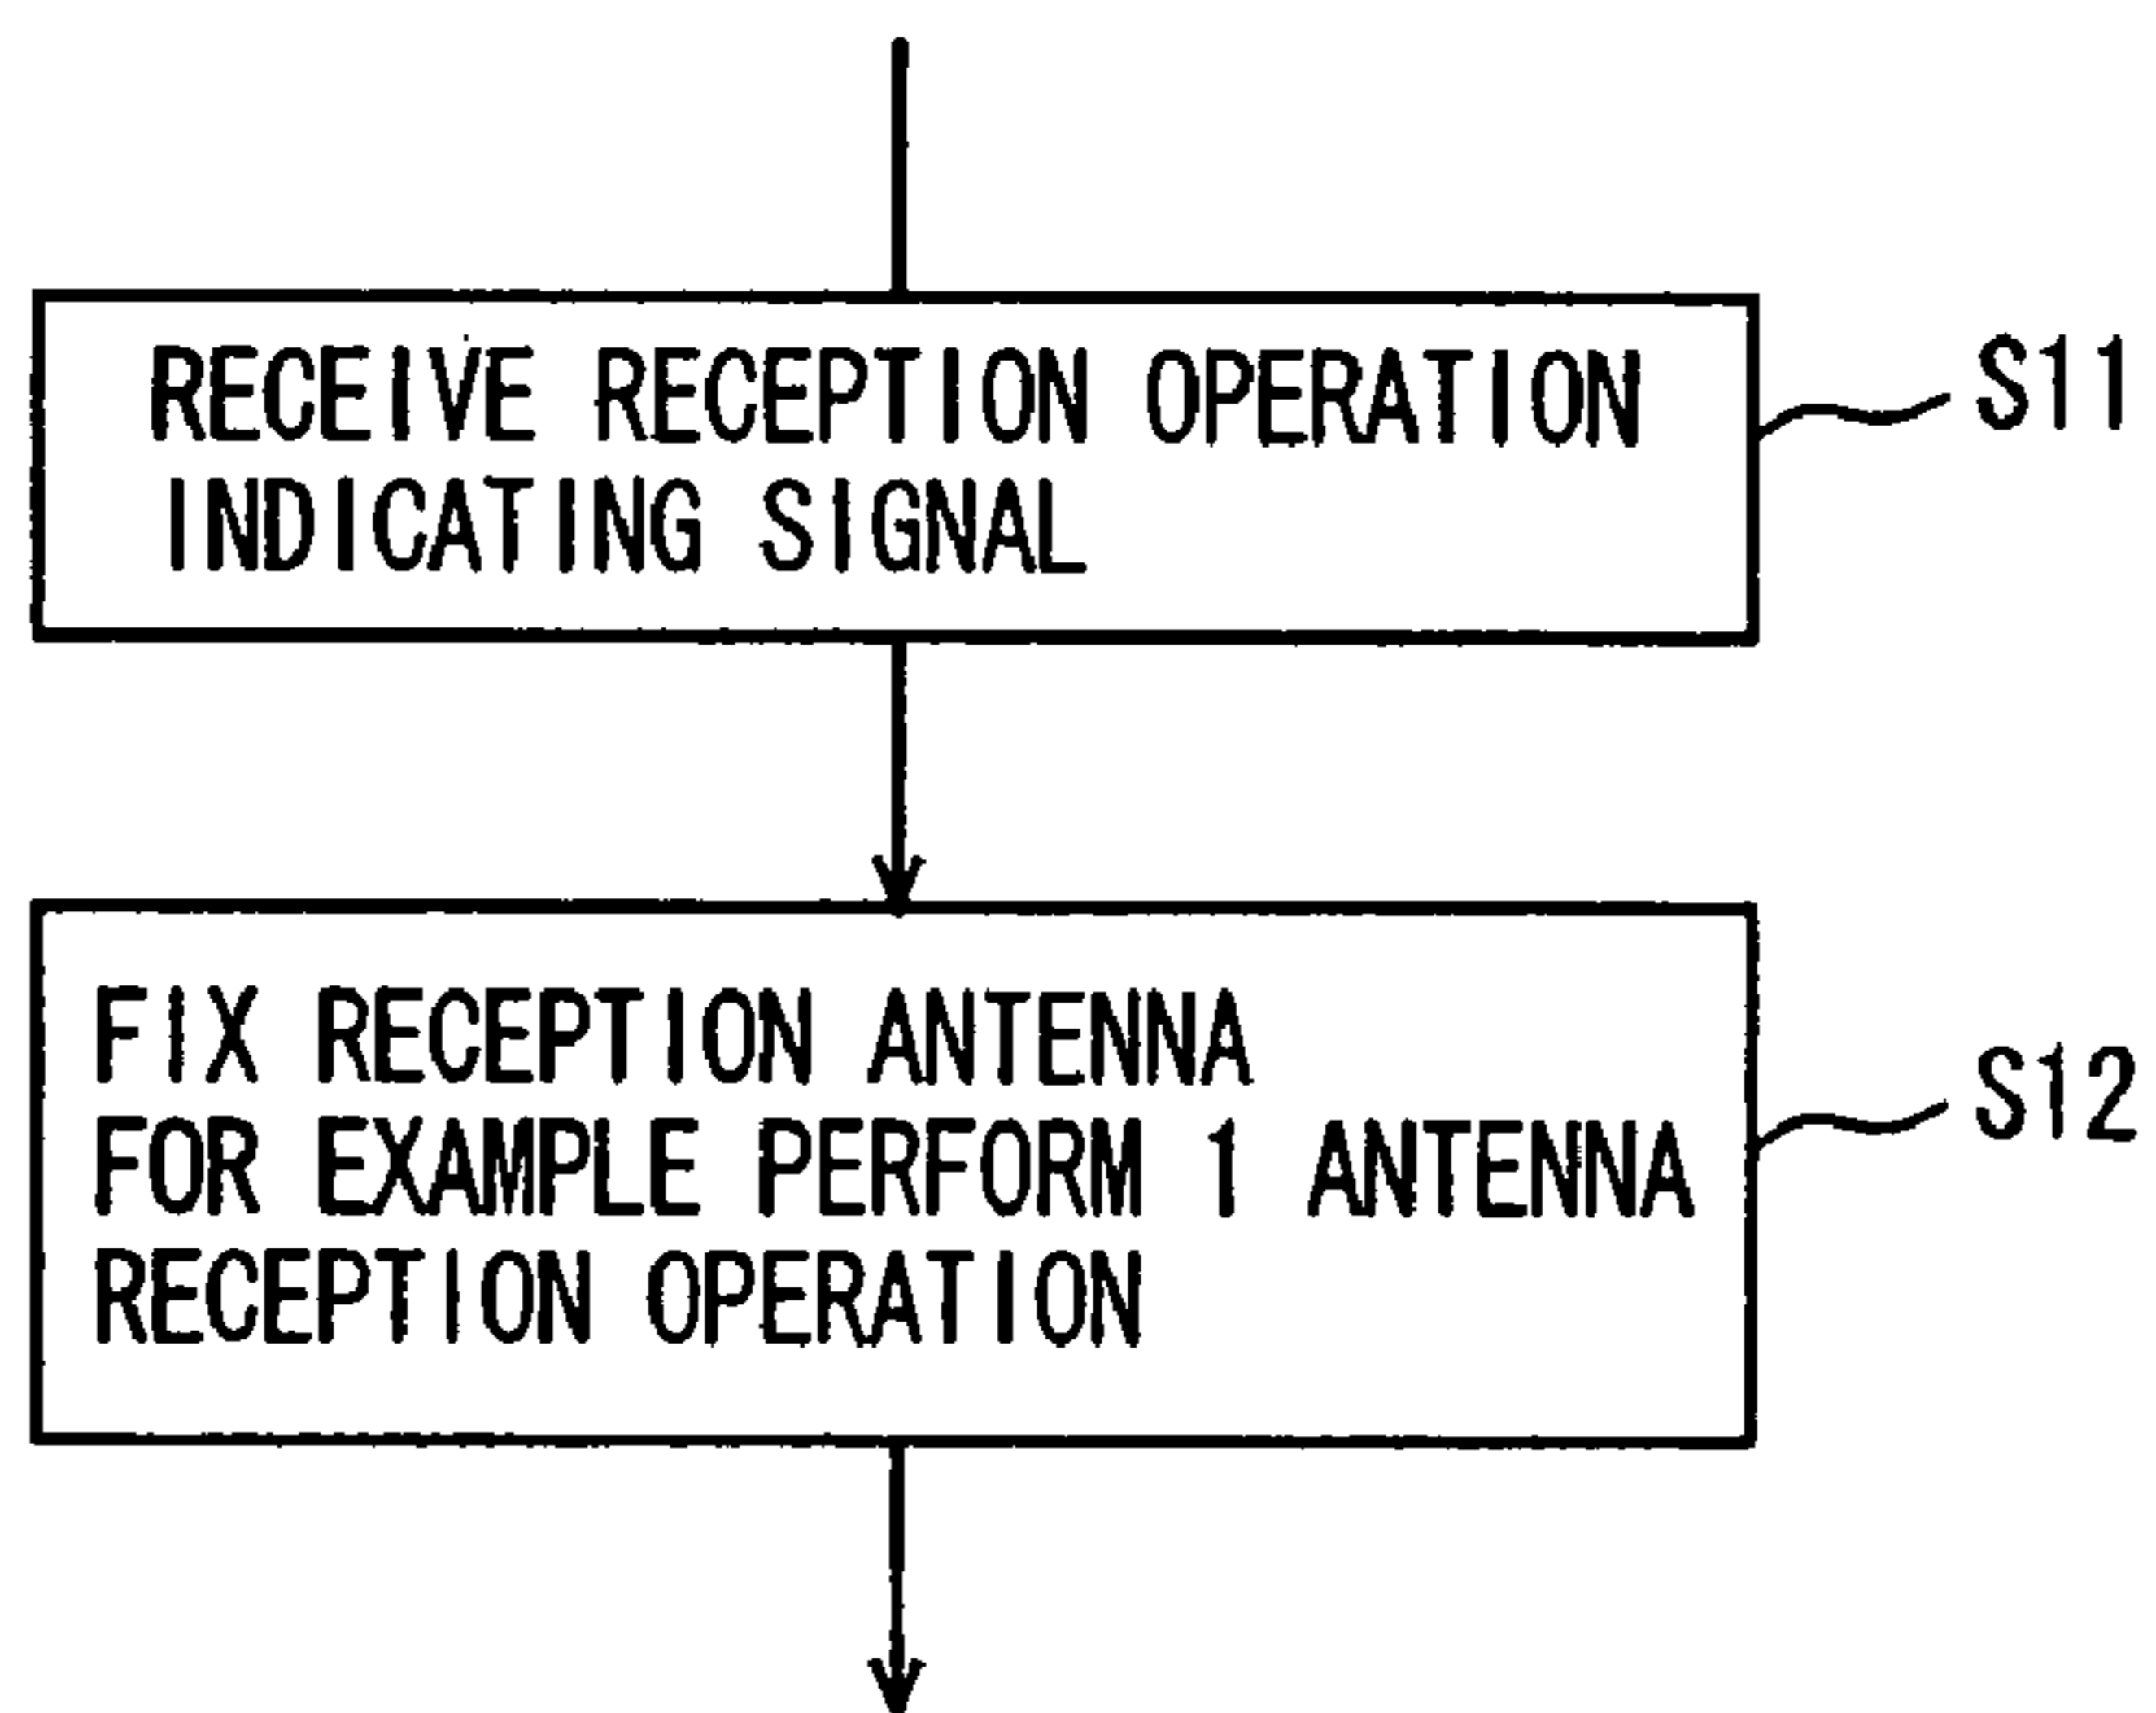 RECEIVE RECEPTION OPERATION
INDICATING SIGNAL
S11
FIX RECEPTION ANTENNA
FOR EXAMPLE PERFORM 1 ANTENNA
RECEPTION OPERATION
S12